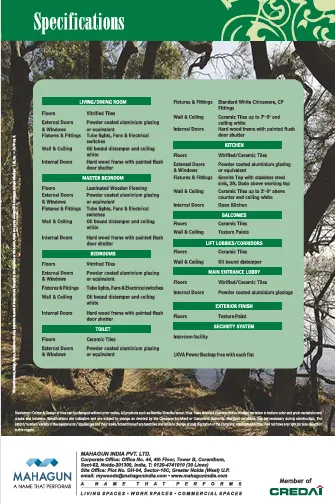 Specifications
LIVING/DINING ROOM
Floors Vitrified Tiles
External Doors Powder coated aluminium glazing
& Windows or equivalent
Fixtures & Fittings Tube lights, Fans & Electrical
switches
Wall & Ceiling Oil bound distemper and ceiling
white
Internal Doors Hard wood frame with painted flush
door shutter
MASTER BEDROOM
Floors Laminated Wooden Flooring
External Doors Powder coated aluminium glazing
& Windows or equivalent
Fixtures & Fittings Tube lights, Fans & Electrical
switches
Wall & Ceiling Oil bound distemper and ceiling
white
Internal Doors Hard wood frame with painted flush
door shutter
BEDROOMS
Floors Vitrified Tiles
External Doors Powder coated aluminium glazing
& Windows or equivalent
Fixtures & Fittings Tube lights, Fans & Electrical switches
Wall & Ceiling Oil bound distemper and ceiling
white
Internal Doors Hard wood frame with painted flush
door shutter
TOILET
Floors Ceramic Tiles
External Doors Powder coated aluminium glazing
& Windows or equivalent
Fixtures & Fittings Standard White Chinaware, CP
Fittings
Wall & Ceiling Ceramic Tiles up to 7'-0" and
ceiling white
Internal Doors Hard wood frame with painted flush
door shutter
KITCHEN
Floors Vitrified/Ceramic Tiles
External Doors Powder coated aluminium glazing
& Windows or equivalent
Fixtures & Fittings Granite Top with stainless steel
sink, 2ft. Dado above working top
Wall & Ceiling Ceramic Tiles up to 2'-0" above
counter and ceiling white
Internal Doors Open Kitchen
BALCONIES
Floors Ceramic Tiles
Wall & Ceiling Texture Paints
LIFT LOBBIES/CORRIDORS
Floors Ceramic Tiles
Wall & Ceiling Oil bound distemper
MAIN ENTRANCE LOBBY
Floors Vitrified/Ceramic Tiles
Internal Doors Powder coated aluminium glazings
EXTERIOR FINISH
Floors Texture Paint
SECURITY SYSTEM
Intercom facility
1KVA Power Backup free with each flat
MAHAGUN
A NAME THAT PERFORMS
MAHAGUN INDIA PVT. LTD.
Corporate Office: Office No. 44, 4th Floor, Tower B, Corenthum,
Sect-62, Noida-201309, India, T: 0120-4741010 (30 Lines)
Site Office: Plot No. GH-04, Sector-16C, Greater Noida (West) U.P.
email: mywoods@mahagunindia.com • www.mahagunindia.com
A NAME THAT PERFORMS
LIVING SPACES • WORK SPACES • COMMERCIAL SPACES
Member of
CREDAI